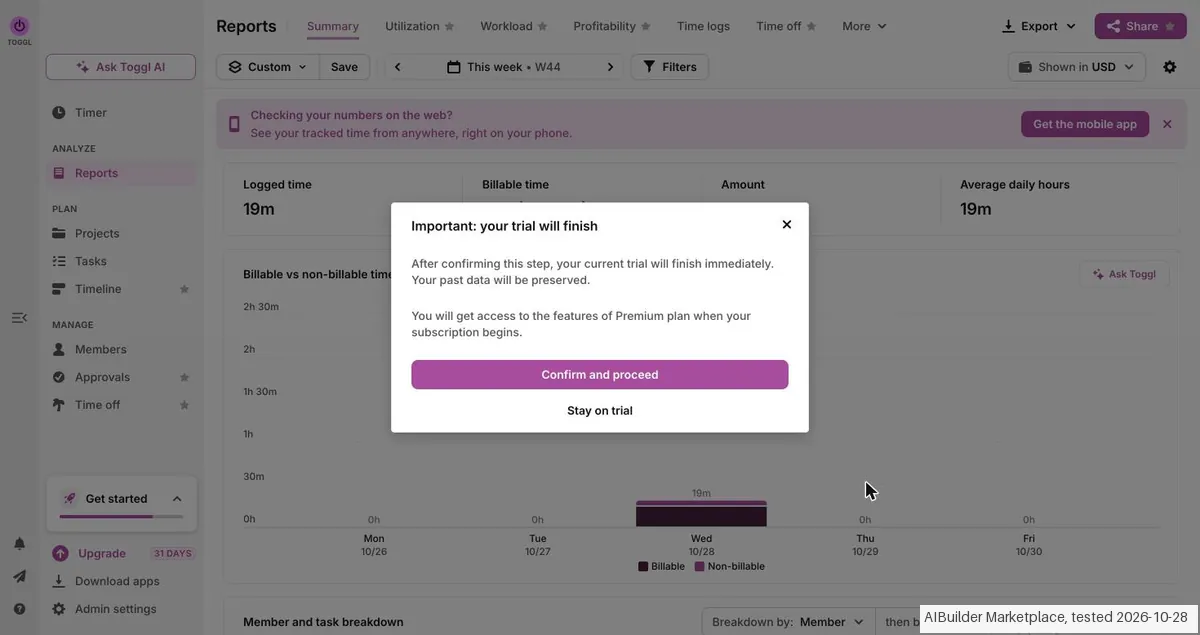 TOGGL
Ask Toggl AI
Timer
ANALYZE
Reports
PLAN
Projects
Tasks
Timeline
MANAGE
Members
Approvals
Time off
Get started
Upgrade 31 DAYS
Download apps
Admin settings
Reports Summary Utilization Workload Profitability Time logs Time off More Export Share
Custom Save This week • W44 Filters Shown in USD
Checking your numbers on the web?
See your tracked time from anywhere, right on your phone.
Get the mobile app
Logged time Billable time Amount Average daily hours
19m 19m
Important: your trial will finish
After confirming this step, your current trial will finish immediately.
Your past data will be preserved.
You will get access to the features of Premium plan when your
subscription begins.
Confirm and proceed
Stay on trial
Billable vs non-billable time
Ask Toggl
2h 30m
2h
1h 30m
1h
30m
0h
0h 0h 19m 0h 0h
Mon Tue Wed Thu Fri
10/26 10/27 10/28 10/29 10/30
Billable Non-billable
Member and task breakdown Breakdown by: Member then
AIBuilder Marketplace, tested 2026-10-28